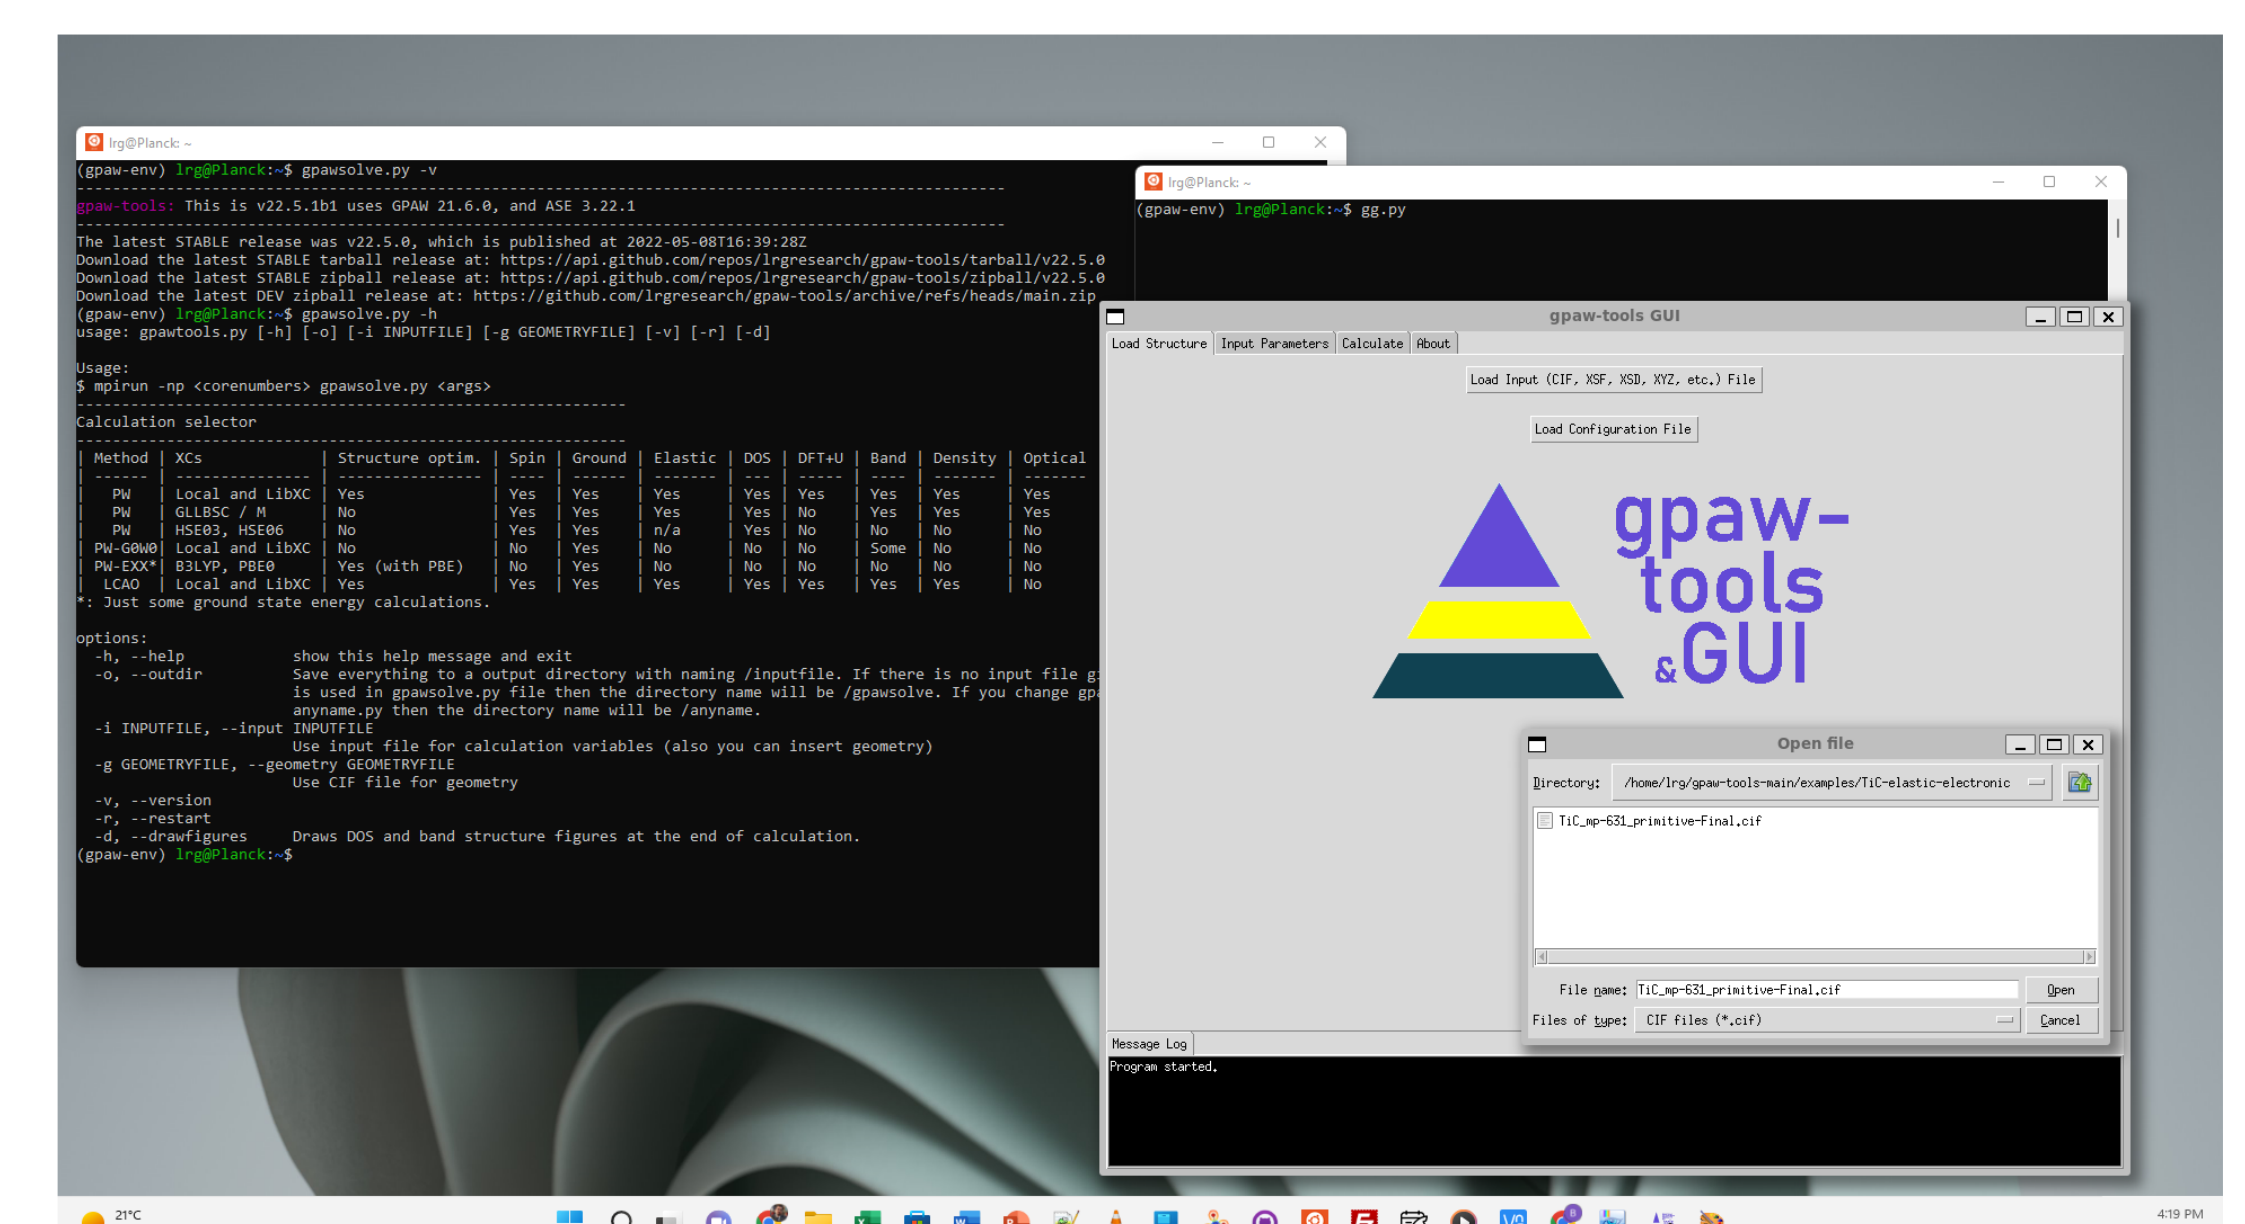 lrg@Planck: ~
(gpaw-env) lrg@Planck:~$ gpawsolve.py -v
-------------------------------------------------------------------------------------------------------
gpaw-tools: This is v22.5.1b1 uses GPAW 21.6.0, and ASE 3.22.1
-------------------------------------------------------------------------------------------------------
The latest STABLE release was v22.5.0, which is published at 2022-05-08T16:39:28Z
Download the latest STABLE tarball release at: https://api.github.com/repos/lrgresearch/gpaw-tools/tarball/v22.5.0
Download the latest STABLE zipball release at: https://api.github.com/repos/lrgresearch/gpaw-tools/zipball/v22.5.0
Download the latest DEV zipball release at: https://github.com/lrgresearch/gpaw-tools/archive/refs/heads/main.zip
(gpaw-env) lrg@Planck:~$ gpawsolve.py -h
usage: gpawtools.py [-h] [-o] [-i INPUTFILE] [-g GEOMETRYFILE] [-v] [-r] [-d]
Usage:
$ mpirun -np <corenumbers> gpawsolve.py <args>
-------------------------------------------------------------
Calculation selector
-------------------------------------------------------------
| Method | XCs             | Structure optim. | Spin | Ground | Elastic | DOS | DFT+U | Band | Density | Optical
| ------ | --------------- | ---------------- | ---- | ------ | ------- | --- | ----- | ---- | ------- | -------
|   PW   | Local and LibXC | Yes              | Yes  | Yes    | Yes     | Yes | Yes   | Yes  | Yes     | Yes
|   PW   | GLLBSC / M      | No               | Yes  | Yes    | Yes     | Yes | No    | Yes  | Yes     | Yes
|   PW   | HSE03, HSE06    | No               | Yes  | Yes    | n/a     | Yes | No    | No   | No      | No
| PW-G0W0| Local and LibXC | No               | No   | Yes    | No      | No  | No    | Some | No      | No
| PW-EXX*| B3LYP, PBE0     | Yes (with PBE)   | No   | Yes    | No      | No  | No    | No   | No      | No
|  LCAO  | Local and LibXC | Yes              | Yes  | Yes    | Yes     | Yes | Yes   | Yes  | Yes     | No
*: Just some ground state energy calculations.
options:
-h, --help            show this help message and exit
-o, --outdir          Save everything to a output directory with naming /inputfile. If there is no input file
is used in gpawsolve.py file then the directory name will be /gpawsolve. If you change
anyname.py then the directory name will be /anyname.
-i INPUTFILE, --input INPUTFILE
Use input file for calculation variables (also you can insert geometry)
-g GEOMETRYFILE, --geometry GEOMETRYFILE
Use CIF file for geometry
-v, --version
-r, --restart
-d, --drawfigures     Draws DOS and band structure figures at the end of calculation.
(gpaw-env) lrg@Planck:~$
lrg@Planck: ~
(gpaw-env) lrg@Planck:~$ gg.py
gpaw-tools GUI
Load Structure Input Parameters Calculate About
Load Input (CIF, XSF, XSD, XYZ, etc.) File
Load Configuration File
gpaw-
tools
&GUI
Open file
Directory: /home/lrg/gpaw-tools-main/examples/TiC-elastic-electronic
TiC_mp-631_primitive-Final.cif
File name: TiC_mp-631_primitive-Final.cif Open
Files of type: CIF files (*.cif) Cancel
Message Log
Program started.
21°C
4:19 PM